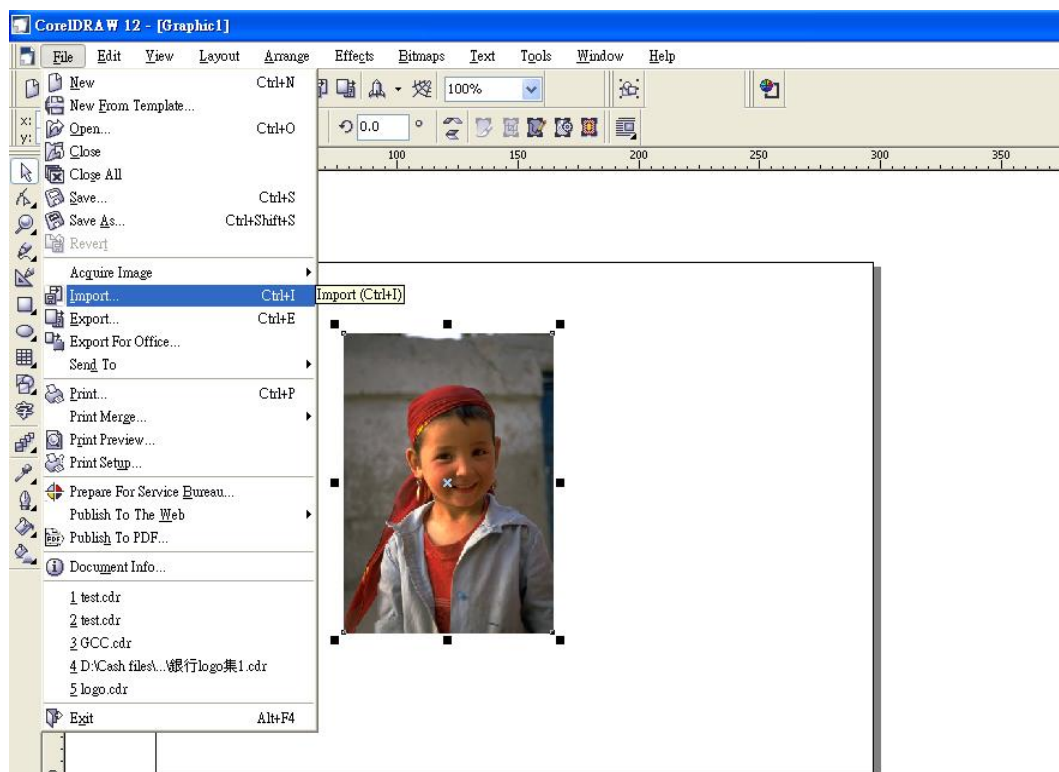 CorelDRAW 12 - [Graphic1]
File Edit View Layout Arrange Effects Bitmaps Text Tools Window Help
New Ctrl+N
100%
New From Template...
x:
Open... Ctrl+O
0.0 °
y:
Close
100 150 200 250 300 350
Close All
Save... Ctrl+S
Save As... Ctrl+Shift+S
Revert
Acquire Image
Import... Ctrl+I
Import (Ctrl+I)
Export... Ctrl+E
Export For Office...
Send To
Print... Ctrl+P
Print Merge...
字
Print Preview...
Print Setup...
Prepare For Service Bureau...
Publish To The Web
PDF
Publish To PDF...
Document Info...
1 test.cdr
2 test.cdr
3 GCC.cdr
4 D:\Cash files\...\銀行logo集1.cdr
5 logo.cdr
Exit Alt+F4